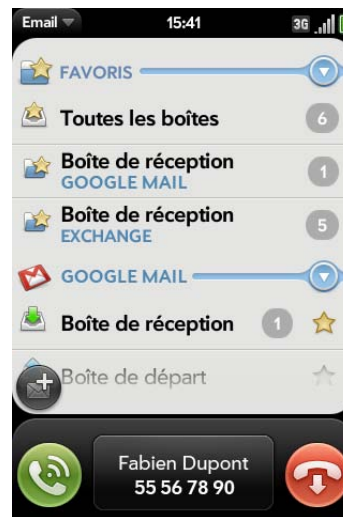 Email
15:41
3G
FAVORIS
Toutes les boîtes
6
Boîte de réception
GOOGLE MAIL
1
Boîte de réception
EXCHANGE
5
GOOGLE MAIL
Boîte de réception
1
Boîte de départ
Fabien Dupont
55 56 78 90